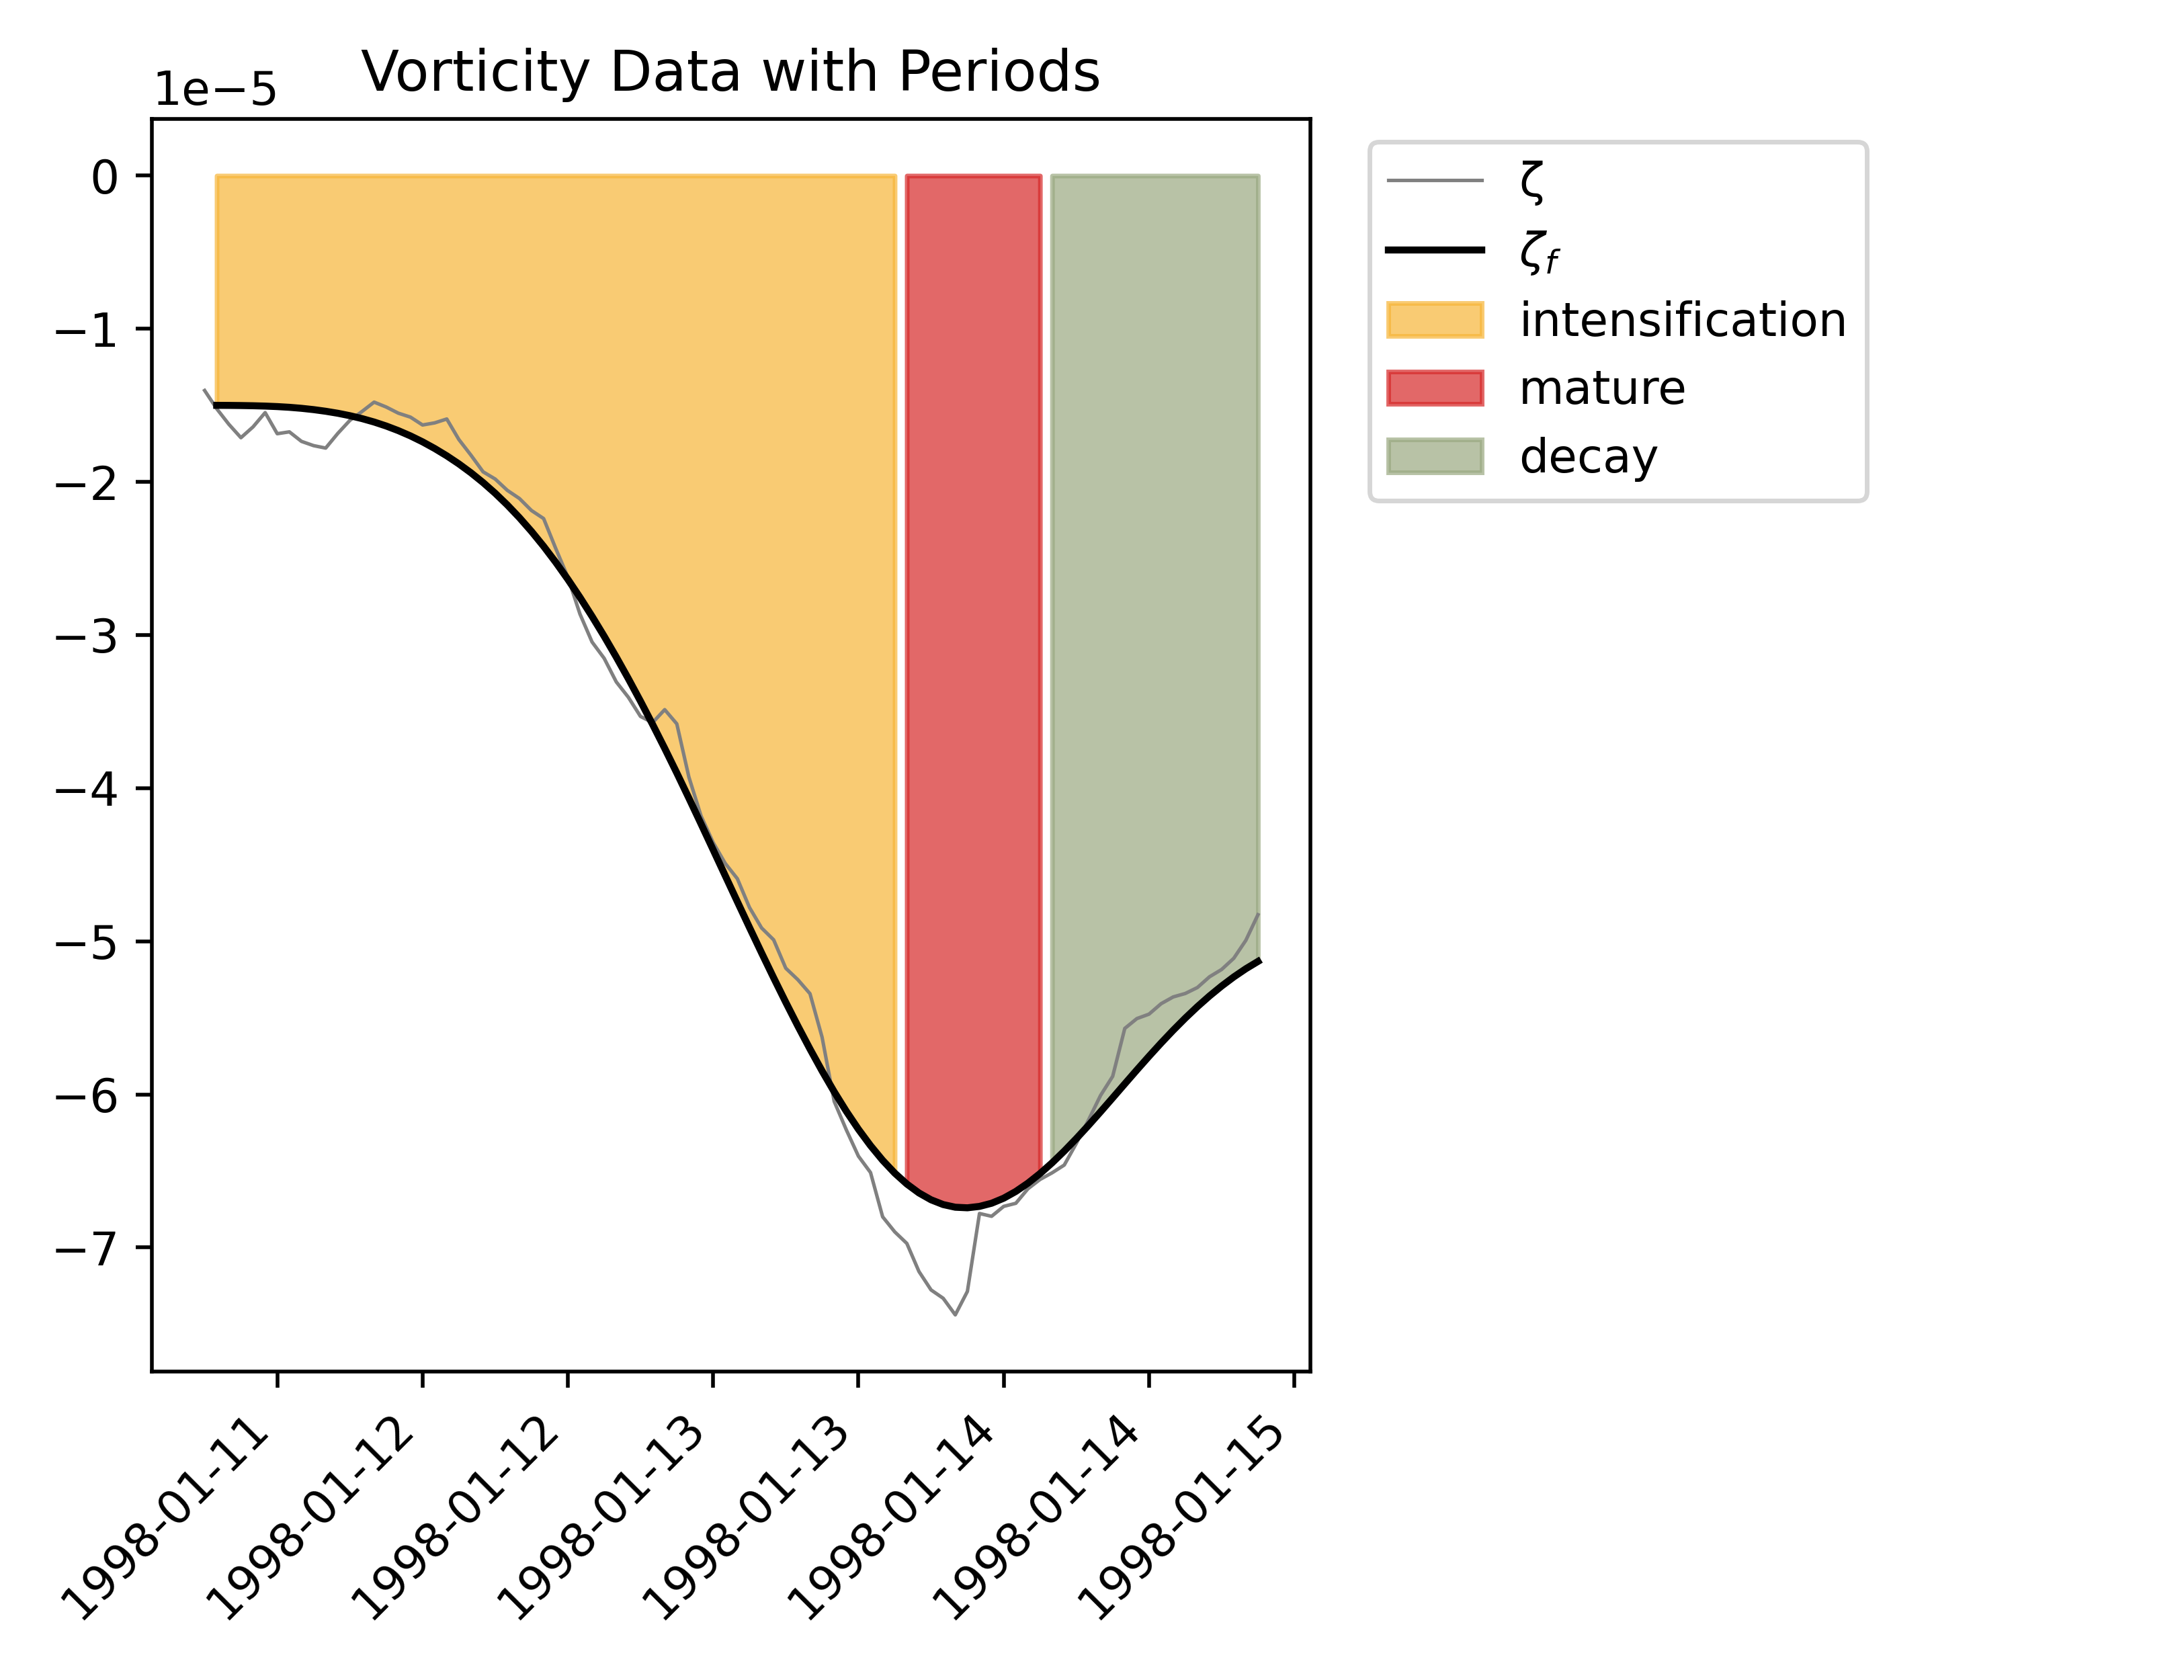 Vorticity Data with Periods
1e−5
0
−1
−2
−3
−4
−5
−6
−7
1998-01-11
1998-01-12
1998-01-12
1998-01-13
1998-01-13
1998-01-14
1998-01-14
1998-01-15
ζ
ζf
intensification
mature
decay